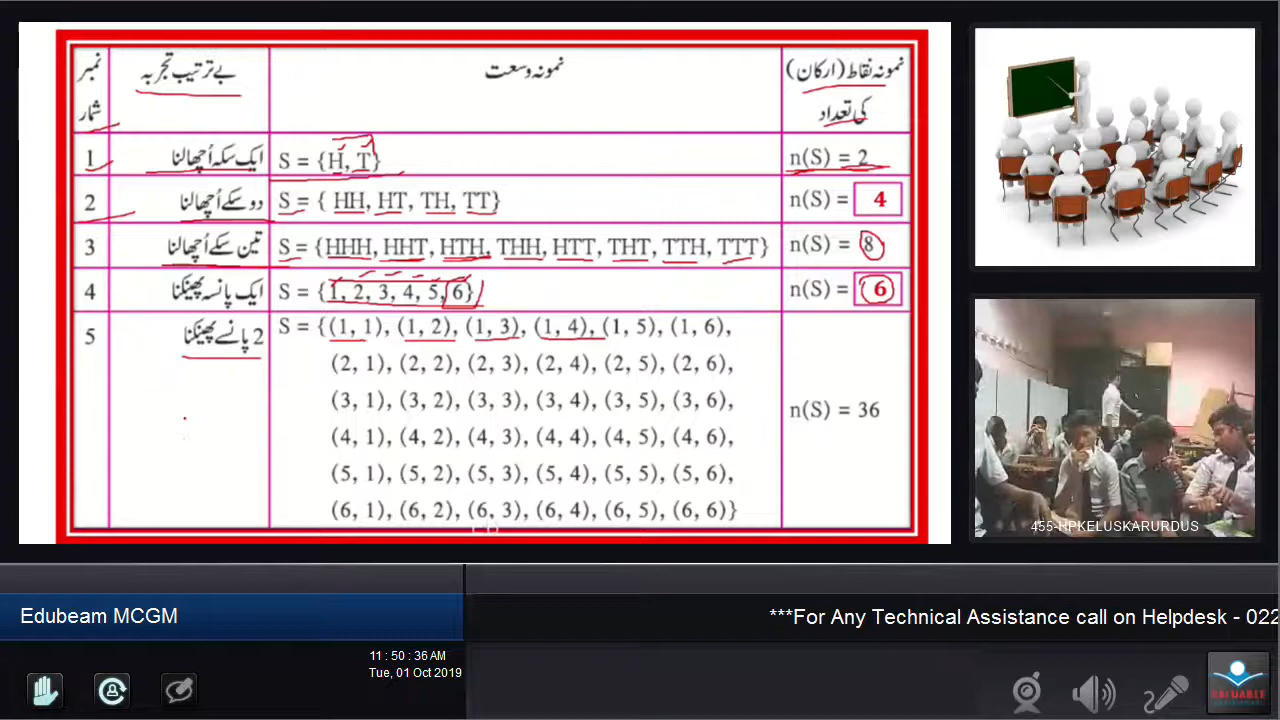 نمبر شمار
بے ترتیب تجربہ
نمونہ وسعت
نمونہ نقاط (ارکان) کی تعداد
1
ایک سکہ اُچھالنا
S = {H, T}
n(S) = 2
2
دو سکے اُچھالنا
S = { HH, HT, TH, TT}
n(S) = 4
3
تین سکے اُچھالنا
S = {HHH, HHT, HTH, THH, HTT, THT, TTH, TTT}
n(S) = 8
4
ایک پانسہ پھینکنا
S = {1, 2, 3, 4, 5, 6}
n(S) = 6
5
2 پانسے پھینکنا
S = {(1, 1), (1, 2), (1, 3), (1, 4), (1, 5), (1, 6),
(2, 1), (2, 2), (2, 3), (2, 4), (2, 5), (2, 6),
(3, 1), (3, 2), (3, 3), (3, 4), (3, 5), (3, 6),
(4, 1), (4, 2), (4, 3), (4, 4), (4, 5), (4, 6),
(5, 1), (5, 2), (5, 3), (5, 4), (5, 5), (5, 6),
(6, 1), (6, 2), (6, 3), (6, 4), (6, 5), (6, 6)}
n(S) = 36
455-HPKELUSKARURDUS
Edubeam MCGM
***For Any Technical Assistance call on Helpdesk - 022
11 : 50 : 36 AM
Tue, 01 Oct 2019
VALUABLE